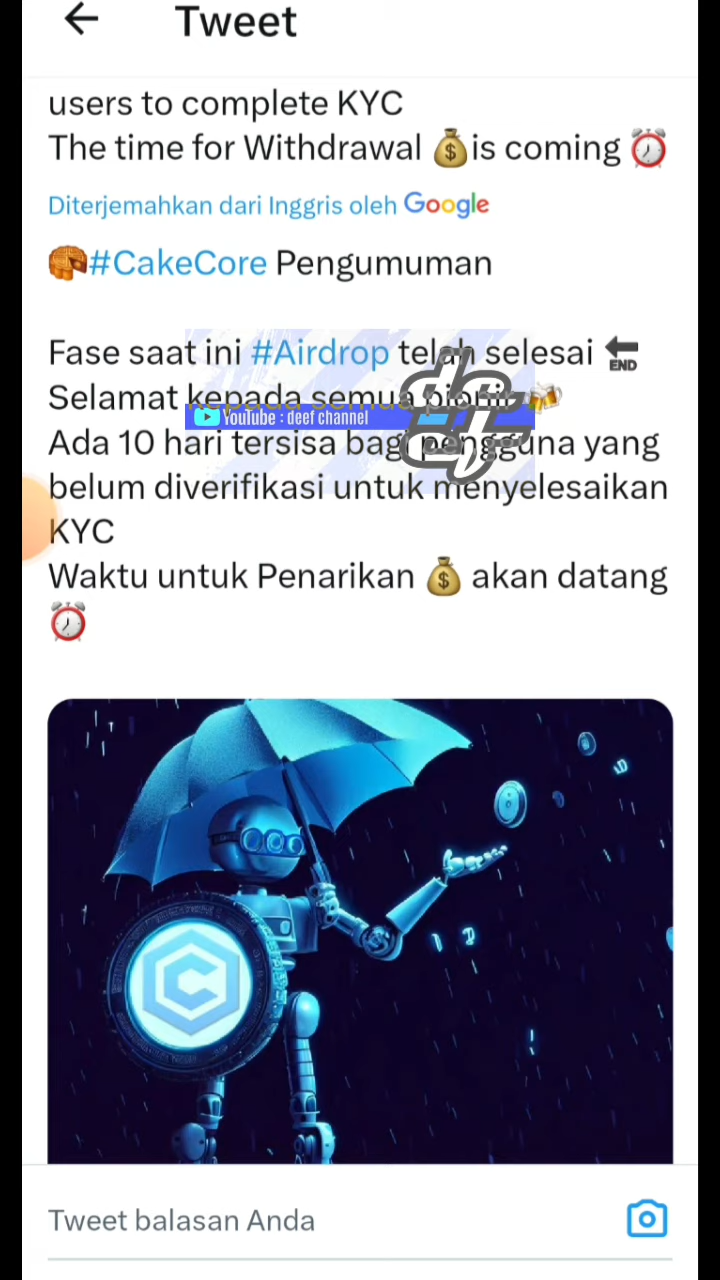 Tweet
users to complete KYC
The time for Withdrawal 💰is coming ⏰
Diterjemahkan dari Inggris oleh Google
🥮#CakeCore Pengumuman
Fase saat ini #Airdrop telah selesai 🔚
Selamat kepada semua pionir 🍻
YouTube : deef channel
Ada 10 hari tersisa bagi pengguna yang
belum diverifikasi untuk menyelesaikan
KYC
Waktu untuk Penarikan 💰 akan datang
⏰
C
Tweet balasan Anda